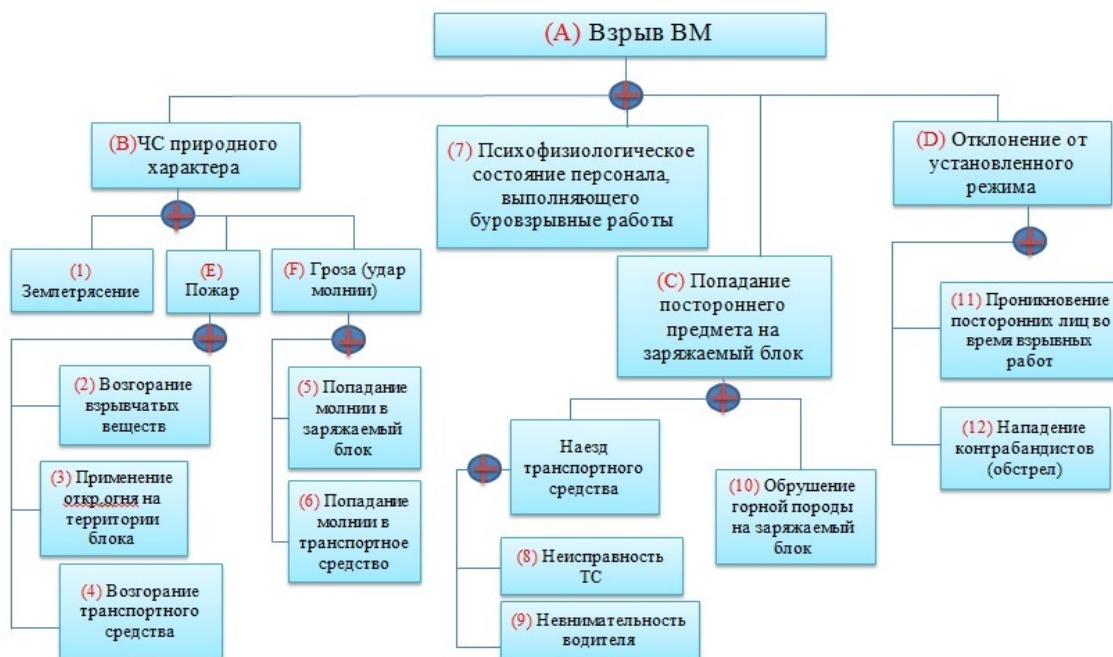 (A) Взрыв ВМ
(B)ЧС природного
характера
(7) Психофизиологическое
состояние персонала,
выполняющего
буровзрывные работы
(D) Отклонение от
установленного
режима
(1)
Землетрясение
(E)
Пожар
(F) Гроза (удар
молнии)
(C) Попадание
постороннего
предмета на
заряжаемый блок
(11) Проникновение
посторонних лиц во
время взрывных
работ
(2) Возгорание
взрывчатых
веществ
(5) Попадание
молнии в
заряжаемый
блок
(12) Нападение
контрабандистов
(обстрел)
(3) Применение
откр.огня на
территории
блока
(6) Попадание
молнии в
транспортное
средство
Наезд
транспортного
средства
(10) Обрушение
горной породы
на заряжаемый
блок
(4) Возгорание
транспортного
средства
(8) Неисправность
ТС
(9) Невнимательность
водителя